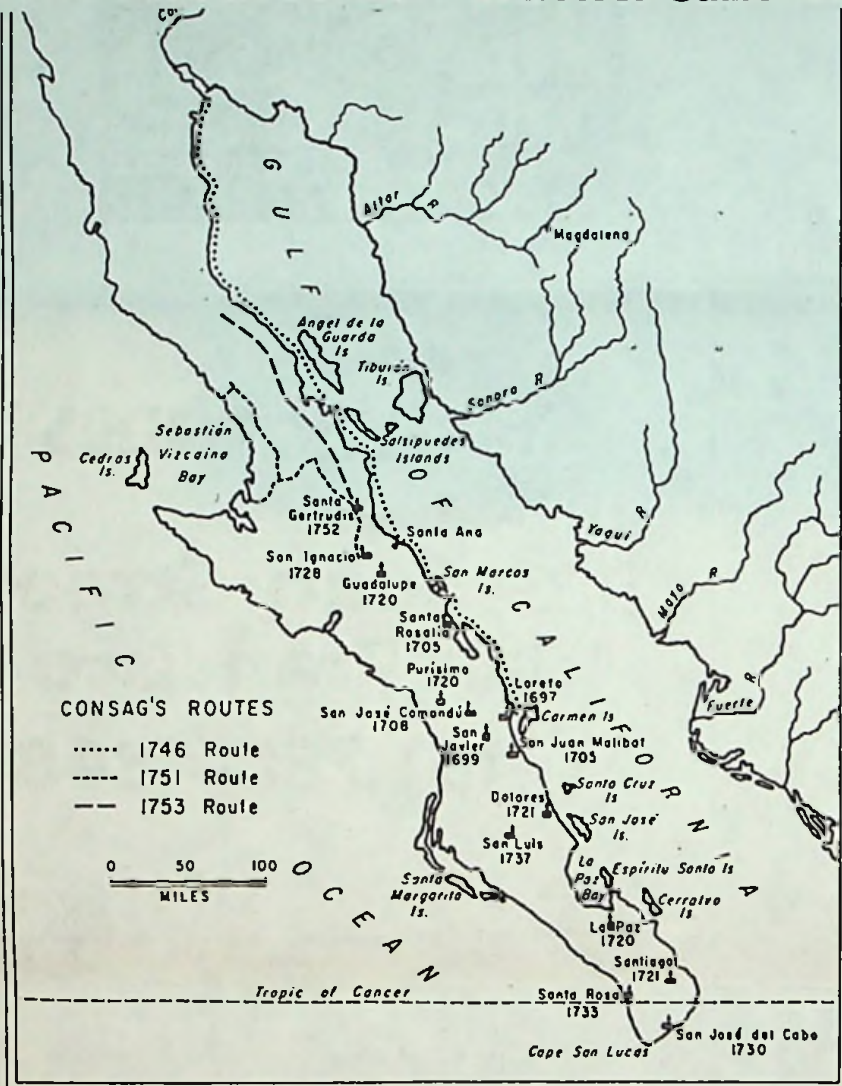 Co.
GULF
OF
CALIFORNIA
Altar R
Magdalena
Angel de la
Guarda
Is
Tiburón
Is.
Sonora R
Salsipuedes
Islands
Sebastián
Vizcaino
Bay
Cedros
Is.
PACIFIC
OCEAN
Santa
Gertrudis
1752
Santa Ana
Yaqui R
San Ignacio
1728
Guadalupe
1720
San Marcos
Is.
Mayo R
Santa
Rosalia
1705
Purísima
1720
Loreto
1697
Fuerte R
CONSAG'S ROUTES
1746 Route
1751 Route
1753 Route
San José Comondú
1708
Carmen Is
San
Javier
1699
San Juan Malibat
1705
Santa Cruz
Is
Dolores
1721
San José
Is.
San Luis
1737
0 50 100
MILES
La
Paz
Bay
Espíritu Santo Is
Santa
Margarita
Is.
Cerralvo
Is
La Paz
1720
Santiago
1721
Tropic of Cancer
Santa Rosa
1733
San José del Cabo
1730
Cape San Lucas